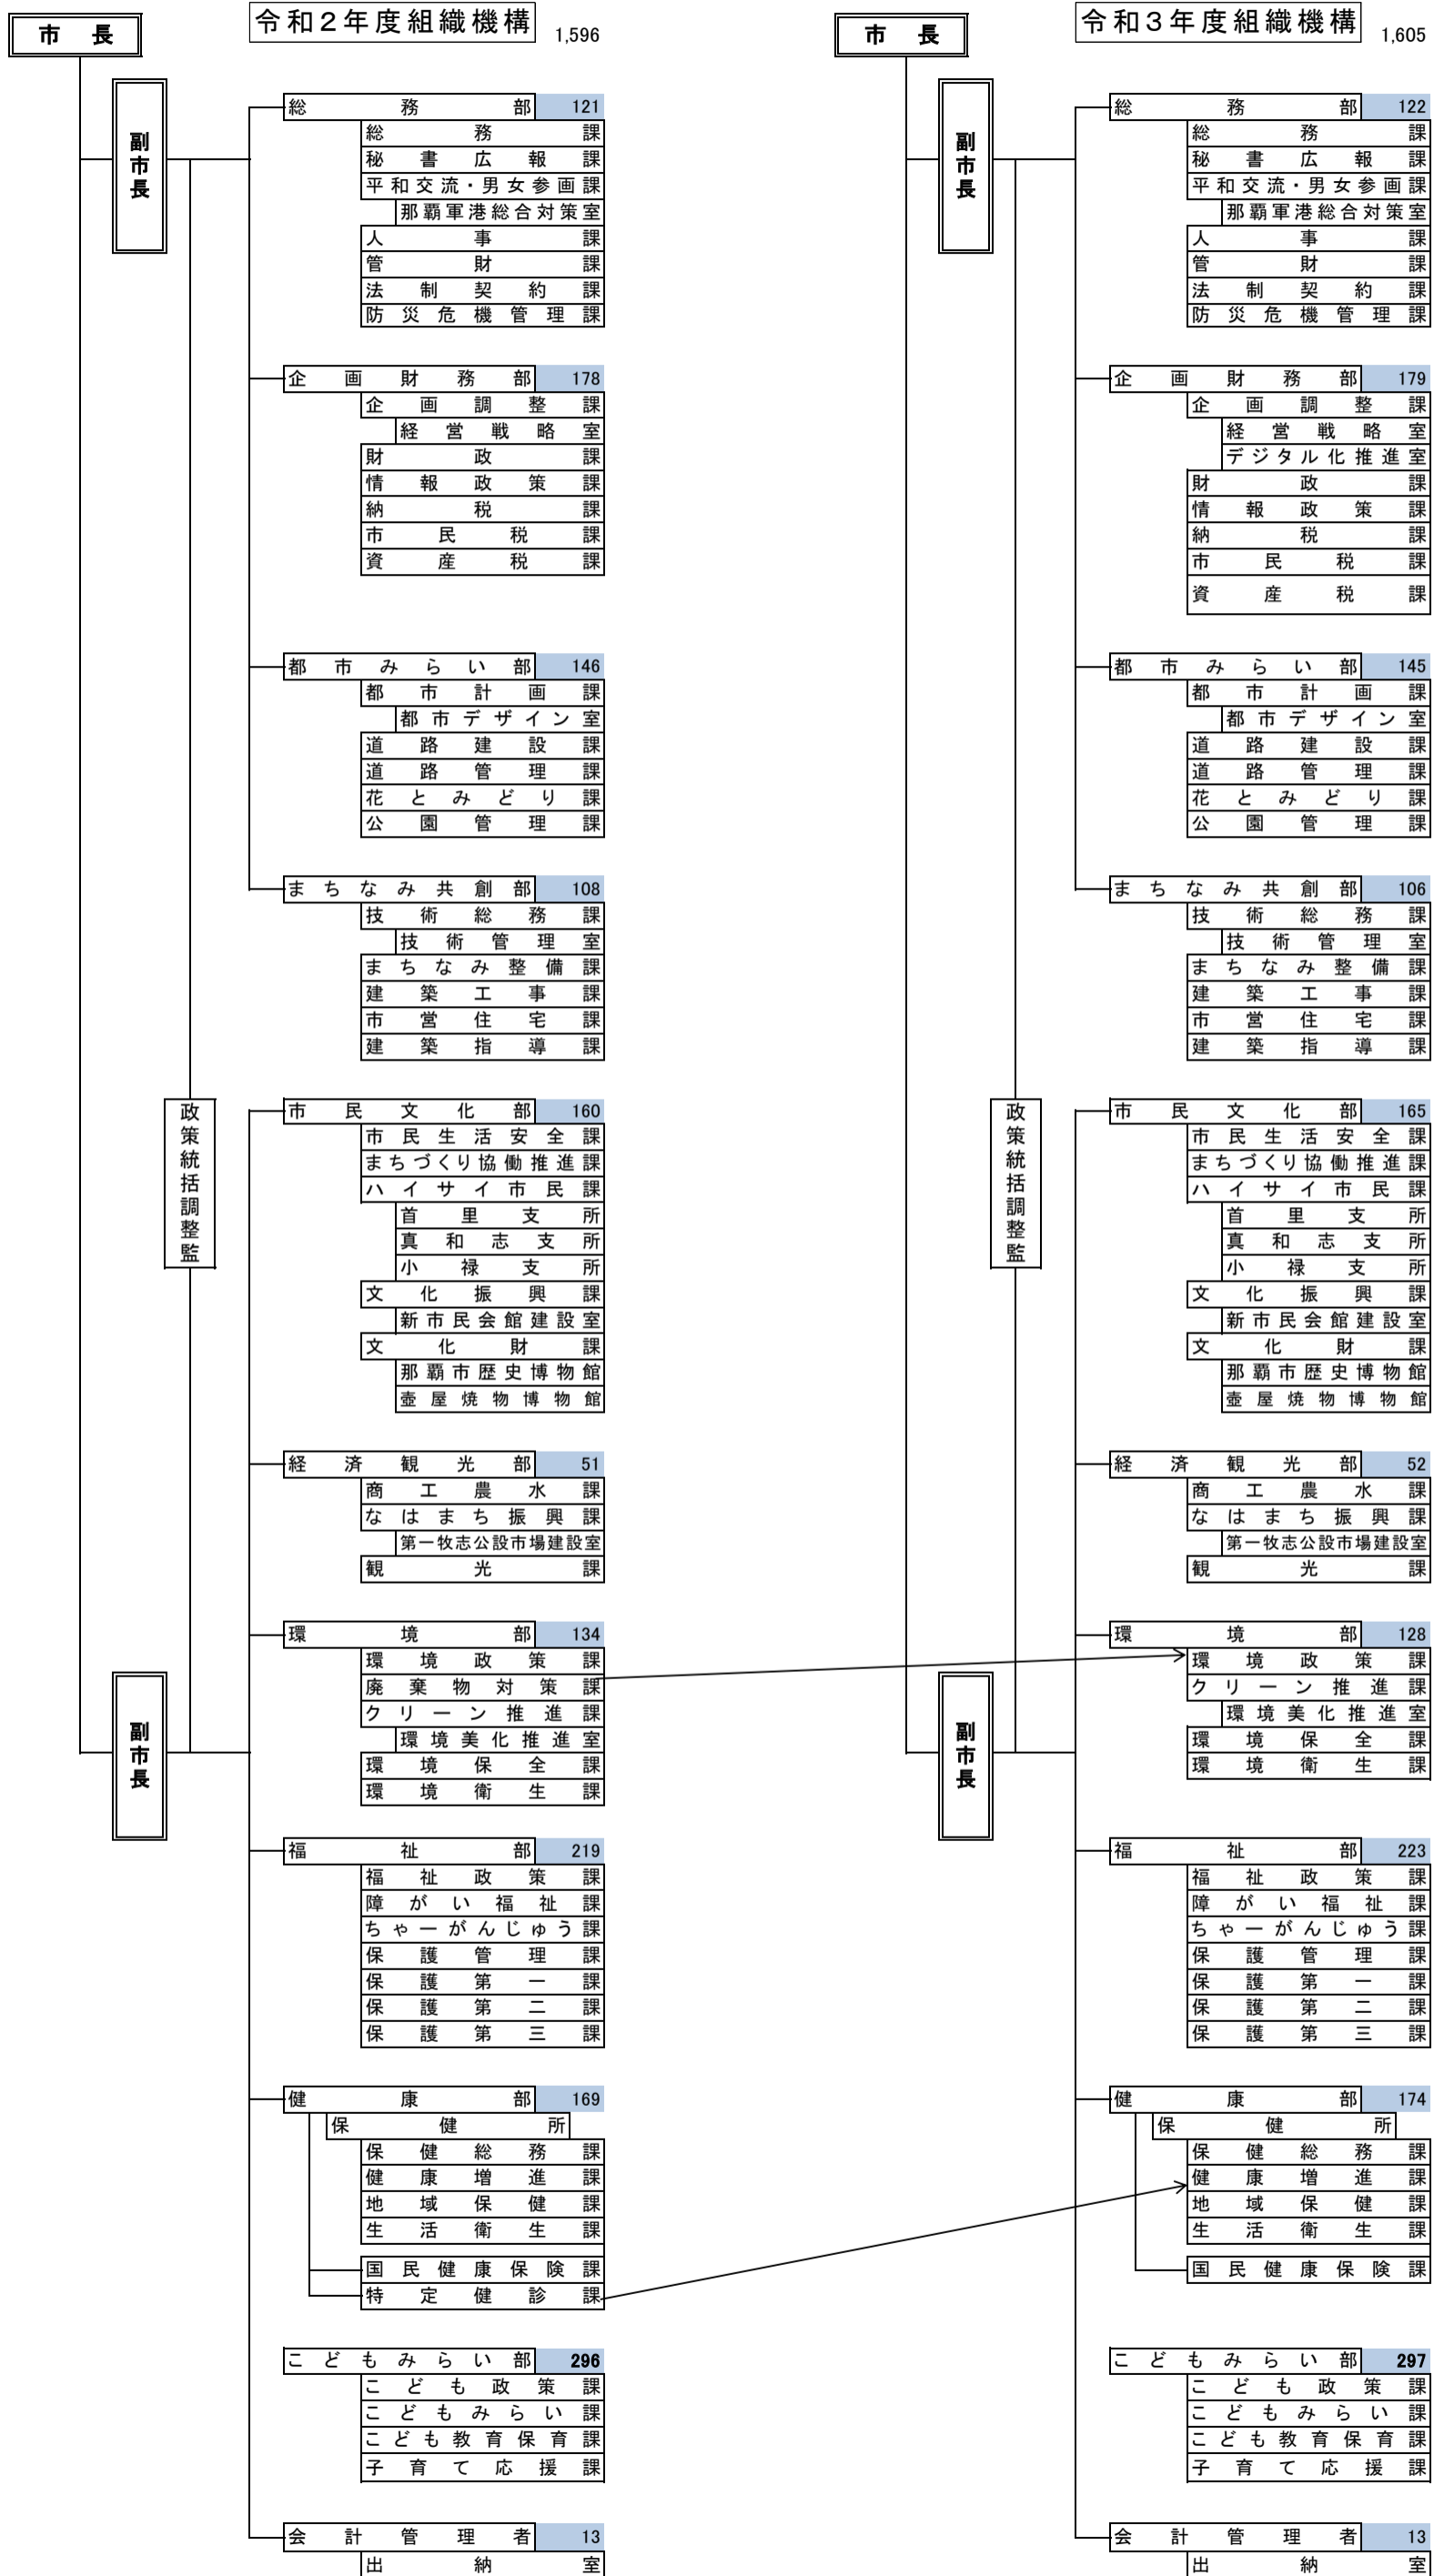 市長
令和2年度組織機構
1,596
副市長
総務部 121
総務課
秘書広報課
平和交流・男女参画課
那覇軍港総合対策室
人事課
管財課
法制契約課
防災危機管理課
企画財務部 178
企画調整課
経営戦略室
財政課
情報政策課
納税課
市民税課
資産税課
都市みらい部 146
都市計画課
都市デザイン室
道路建設課
道路管理課
花とみどり課
公園管理課
まちなみ共創部 108
技術総務課
技術管理室
まちなみ整備課
建築工事課
市営住宅課
建築指導課
政策統括調整監
市民文化部 160
市民生活安全課
まちづくり協働推進課
ハイサイ市民課
首里支所
真和志支所
小禄支所
文化振興課
新市民会館建設室
文化財課
那覇市歴史博物館
壺屋焼物博物館
経済観光部 51
商工農水課
なはまち振興課
第一牧志公設市場建設室
観光課
副市長
環境部 134
環境政策課
廃棄物対策課
クリーン推進課
環境美化推進室
環境保全課
環境衛生課
福祉部 219
福祉政策課
障がい福祉課
ちゃーがんじゅう課
保護管理課
保護第一課
保護第二課
保護第三課
健康部 169
保健所
保健総務課
健康増進課
地域保健課
生活衛生課
国民健康保険課
特定健診課
こどもみらい部 296
こども政策課
こどもみらい課
こども教育保育課
子育て応援課
会計管理者 13
出納室
市長
令和3年度組織機構
1,605
副市長
総務部 122
総務課
秘書広報課
平和交流・男女参画課
那覇軍港総合対策室
人事課
管財課
法制契約課
防災危機管理課
企画財務部 179
企画調整課
経営戦略室
デジタル化推進室
財政課
情報政策課
納税課
市民税課
資産税課
都市みらい部 145
都市計画課
都市デザイン室
道路建設課
道路管理課
花とみどり課
公園管理課
まちなみ共創部 106
技術総務課
技術管理室
まちなみ整備課
建築工事課
市営住宅課
建築指導課
政策統括調整監
市民文化部 165
市民生活安全課
まちづくり協働推進課
ハイサイ市民課
首里支所
真和志支所
小禄支所
文化振興課
新市民会館建設室
文化財課
那覇市歴史博物館
壺屋焼物博物館
経済観光部 52
商工農水課
なはまち振興課
第一牧志公設市場建設室
観光課
副市長
環境部 128
環境政策課
クリーン推進課
環境美化推進室
環境保全課
環境衛生課
福祉部 223
福祉政策課
障がい福祉課
ちゃーがんじゅう課
保護管理課
保護第一課
保護第二課
保護第三課
健康部 174
保健所
保健総務課
健康増進課
地域保健課
生活衛生課
国民健康保険課
こどもみらい部 297
こども政策課
こどもみらい課
こども教育保育課
子育て応援課
会計管理者 13
出納室